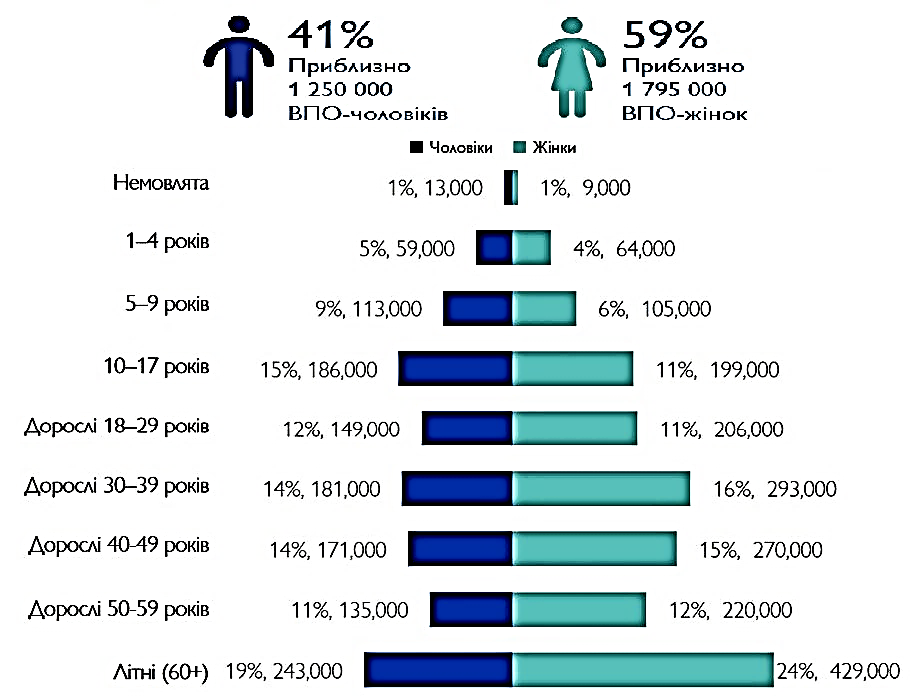 41%
Приблизно
1 250 000
ВПО-чоловіків
59%
Приблизно
1 795 000
ВПО-жінок
Чоловіки Жінки
Немовлята 1%, 13,000 1%, 9,000
1–4 років 5%, 59,000 4%, 64,000
5–9 років 9%, 113,000 6%, 105,000
10–17 років 15%, 186,000 11%, 199,000
Дорослі 18–29 років 12%, 149,000 11%, 206,000
Дорослі 30–39 років 14%, 181,000 16%, 293,000
Дорослі 40-49 років 14%, 171,000 15%, 270,000
Дорослі 50-59 років 11%, 135,000 12%, 220,000
Літні (60+) 19%, 243,000 24%, 429,000